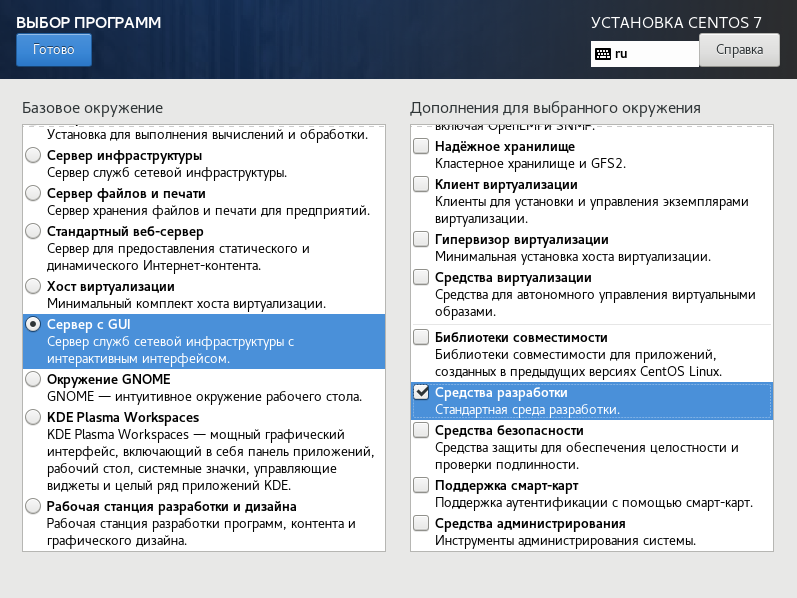 ВЫБОР ПРОГРАММ
УСТАНОВКА CENTOS 7
Готово
ru
Справка
Базовое окружение
Установка для выполнения вычислений и обработки.
Сервер инфраструктуры
Сервер служб сетевой инфраструктуры.
Сервер файлов и печати
Сервер хранения файлов и печати для предприятий.
Стандартный веб-сервер
Сервер для предоставления статического и
динамического Интернет-контента.
Хост виртуализации
Минимальный комплект хоста виртуализации.
Сервер с GUI
Сервер служб сетевой инфраструктуры с
интерактивным интерфейсом.
Окружение GNOME
GNOME — интуитивное окружение рабочего стола.
KDE Plasma Workspaces
KDE Plasma Workspaces — мощный графический
интерфейс, включающий в себя панель приложений,
рабочий стол, системные значки, управляющие
виджеты и целый ряд приложений KDE.
Рабочая станция разработки и дизайна
Рабочая станция разработки программ, контента и
графического дизайна.
Дополнения для выбранного окружения
включая OpenLMI и SNMP.
Надёжное хранилище
Кластерное хранилище и GFS2.
Клиент виртуализации
Клиенты для установки и управления экземплярами
виртуализации.
Гипервизор виртуализации
Минимальная установка хоста виртуализации.
Средства виртуализации
Средства для автономного управления виртуальными
образами.
Библиотеки совместимости
Библиотеки совместимости для приложений,
созданных в предыдущих версиях CentOS Linux.
Средства разработки
Стандартная среда разработки.
Средства безопасности
Средства защиты для обеспечения целостности и
проверки подлинности.
Поддержка смарт-карт
Поддержка аутентификации с помощью смарт-карт.
Средства администрирования
Инструменты администрирования системы.